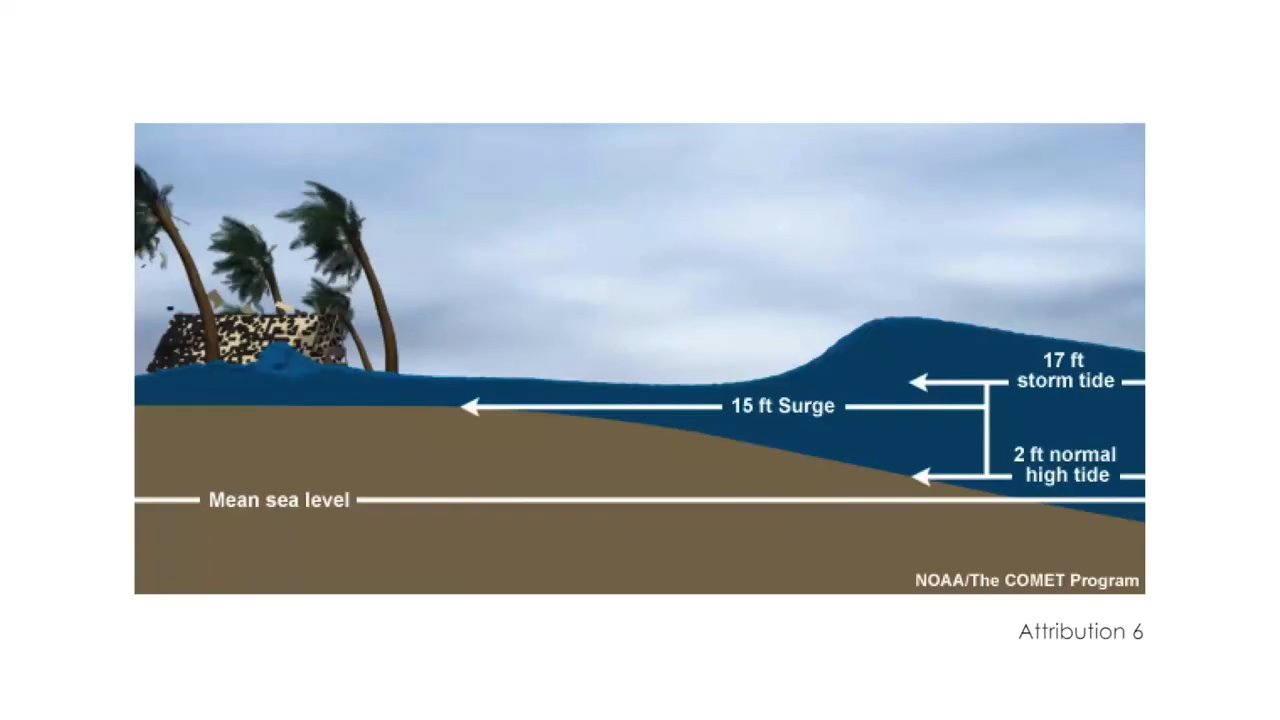 17 ft
storm tide
15 ft Surge
2 ft normal
high tide
Mean sea level
NOAA/The COMET Program
Attribution 6